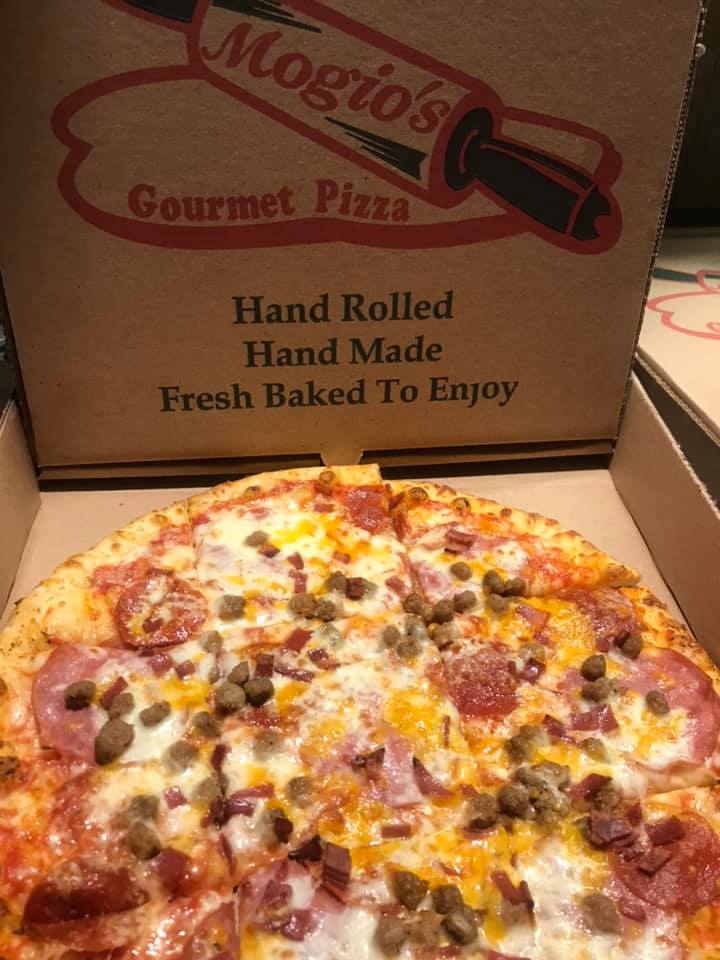 Mogio's
Gourmet Pizza
Hand Rolled
Hand Made
Fresh Baked To Enjoy